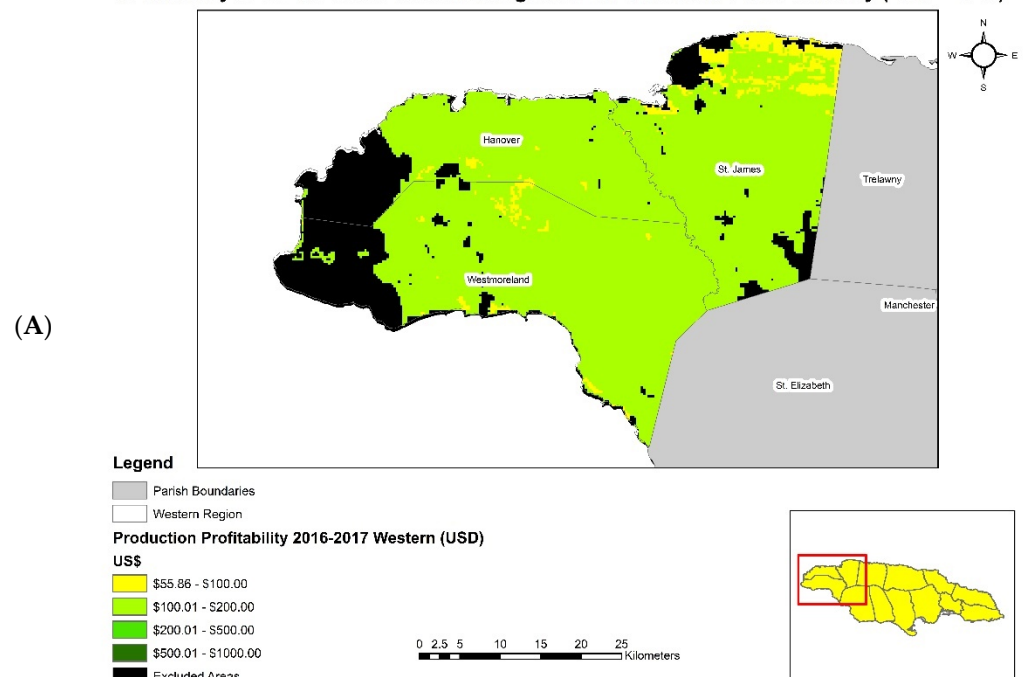 N
W E
S
Hanover
St. James
Trelawny
Westmoreland
Manchester
(A)
St. Elizabeth
Legend
Parish Boundaries
Western Region
Production Profitability 2016-2017 Western (USD)
US$
$55.86 - $100.00
$100.01 - $200.00
$200.01 - $500.00
$500.01 - $1000.00
Excluded Areas
0 2.5 5 10 15 20 25
Kilometers